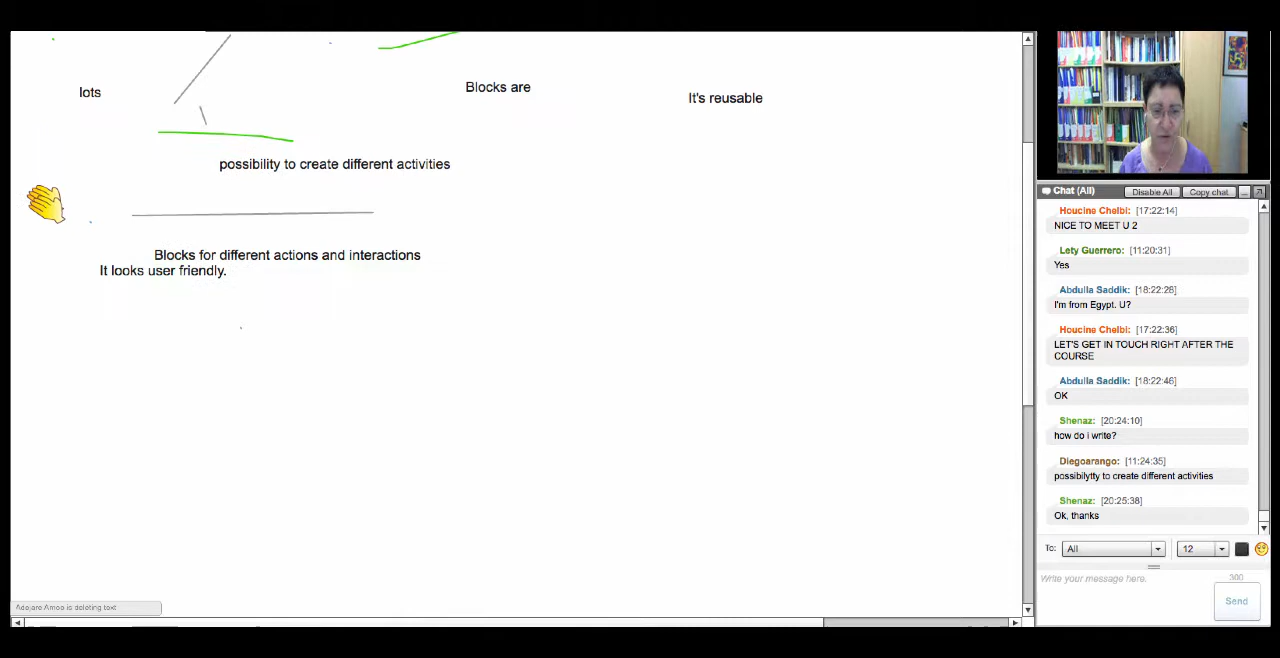 lots
Blocks are
It's reusable
possibility to create different activities
Blocks for different actions and interactions
It looks user friendly.
Adejare Amoo is deleting text
Chat (All)
Disable All
Copy chat
Houcine Chelbi: [17:22:14]
NICE TO MEET U 2
Lety Guerrero: [11:20:31]
Yes
Abdulla Saddik: [18:22:26]
I'm from Egypt. U?
Houcine Chelbi: [17:22:36]
LET'S GET IN TOUCH RIGHT AFTER THE
COURSE
Abdulla Saddik: [18:22:46]
OK
Shenaz: [20:24:10]
how do i write?
Diegoarango: [11:24:35]
possibilytty to create different activities
Shenaz: [20:25:38]
Ok, thanks
To:
All
12
Write your message here.
300
Send